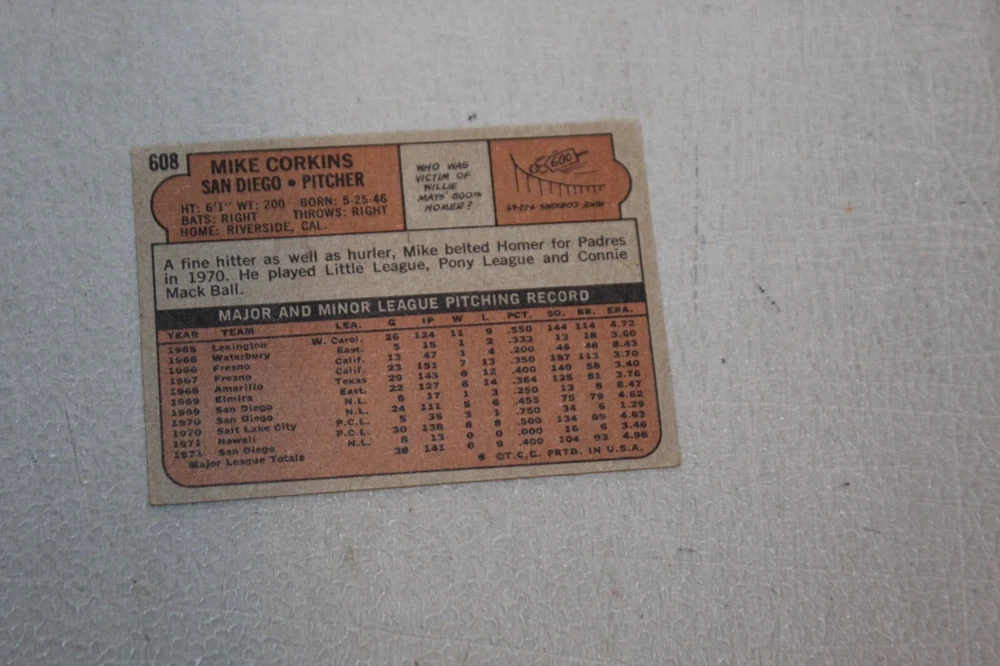 608
MIKE CORKINS
SAN DIEGO • PITCHER
HT: 6'1" WT: 200 BORN: 5-25-46
BATS: RIGHT THROWS: RIGHT
HOME: RIVERSIDE, CAL.
WHO WAS
VICTIM OF
WILLIE
MAYS' 600th
HOMER?
600
MIKE CORKINS
A fine hitter as well as hurler, Mike belted Homer for Padres
in 1970. He played Little League, Pony League and Connie
Mack Ball.
MAJOR AND MINOR LEAGUE PITCHING RECORD
YEAR TEAM LEA. G IP W L PCT. SO. BB. ERA.
1965 Lexington W. Carol. 26 124 11 9 .550 144 114 4.72
1966 Waterbury East. 5 15 1 2 .333 13 18 3.60
1966 Fresno Calif. 13 47 1 4 .200 46 46 8.43
1967 Fresno Calif. 23 151 7 13 .350 187 113 3.70
1968 Amarillo Texas 29 143 8 12 .400 140 58 3.40
1969 Elmira East. 22 127 8 14 .364 125 81 3.76
1969 San Diego N.L. 6 17 1 3 .250 13 8 8.47
1970 San Diego N.L. 24 111 5 6 .455 75 79 4.62
1970 Salt Lake City P.C.L. 5 35 3 1 .750 34 6 1.29
1971 Hawaii P.C.L. 30 138 8 8 .500 134 69 4.63
1971 San Diego N.L. 8 13 0 0 .000 16 6 3.46
Major League Totals 38 141 6 9 .400 104 93 4.98
* ©T.C.G. PRTD. IN U.S.A.